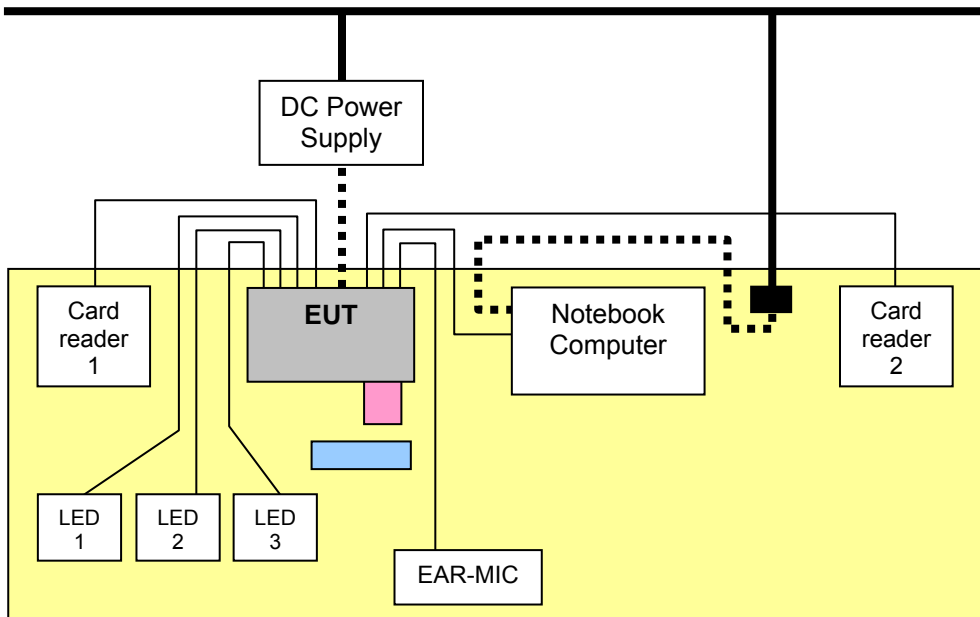 DC Power
Supply
EUT
Card
reader
1
Notebook
Computer
Card
reader
2
LED
1
LED
2
LED
3
EAR-MIC